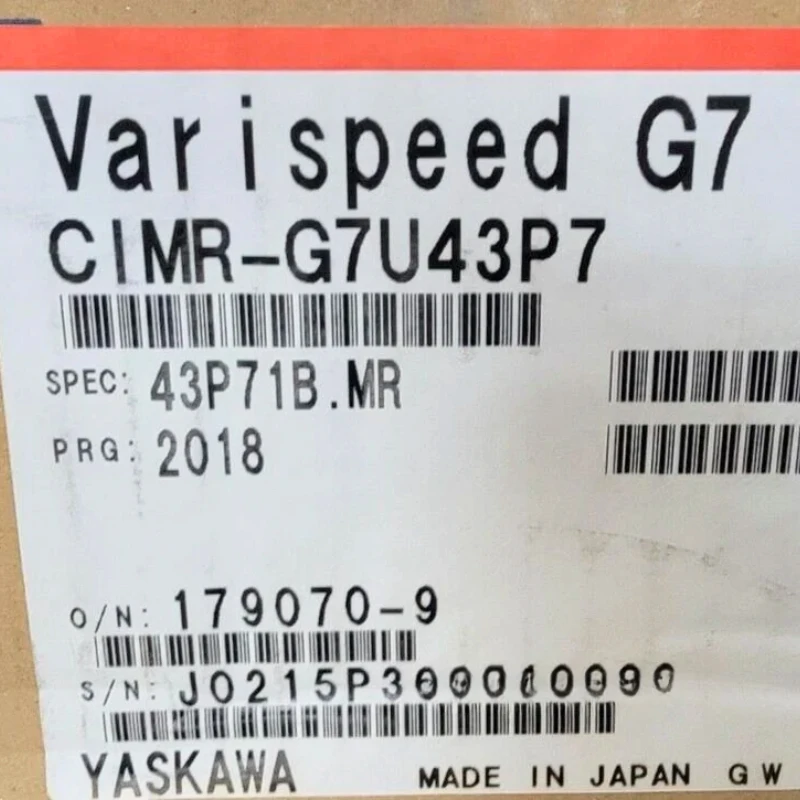 Varispeed G7
CIMR-G7U43P7
SPEC: 43P71B.MR
PRG: 2018
O/N: 179070-9
S/N:
YASKAWA MADE IN JAPAN GW